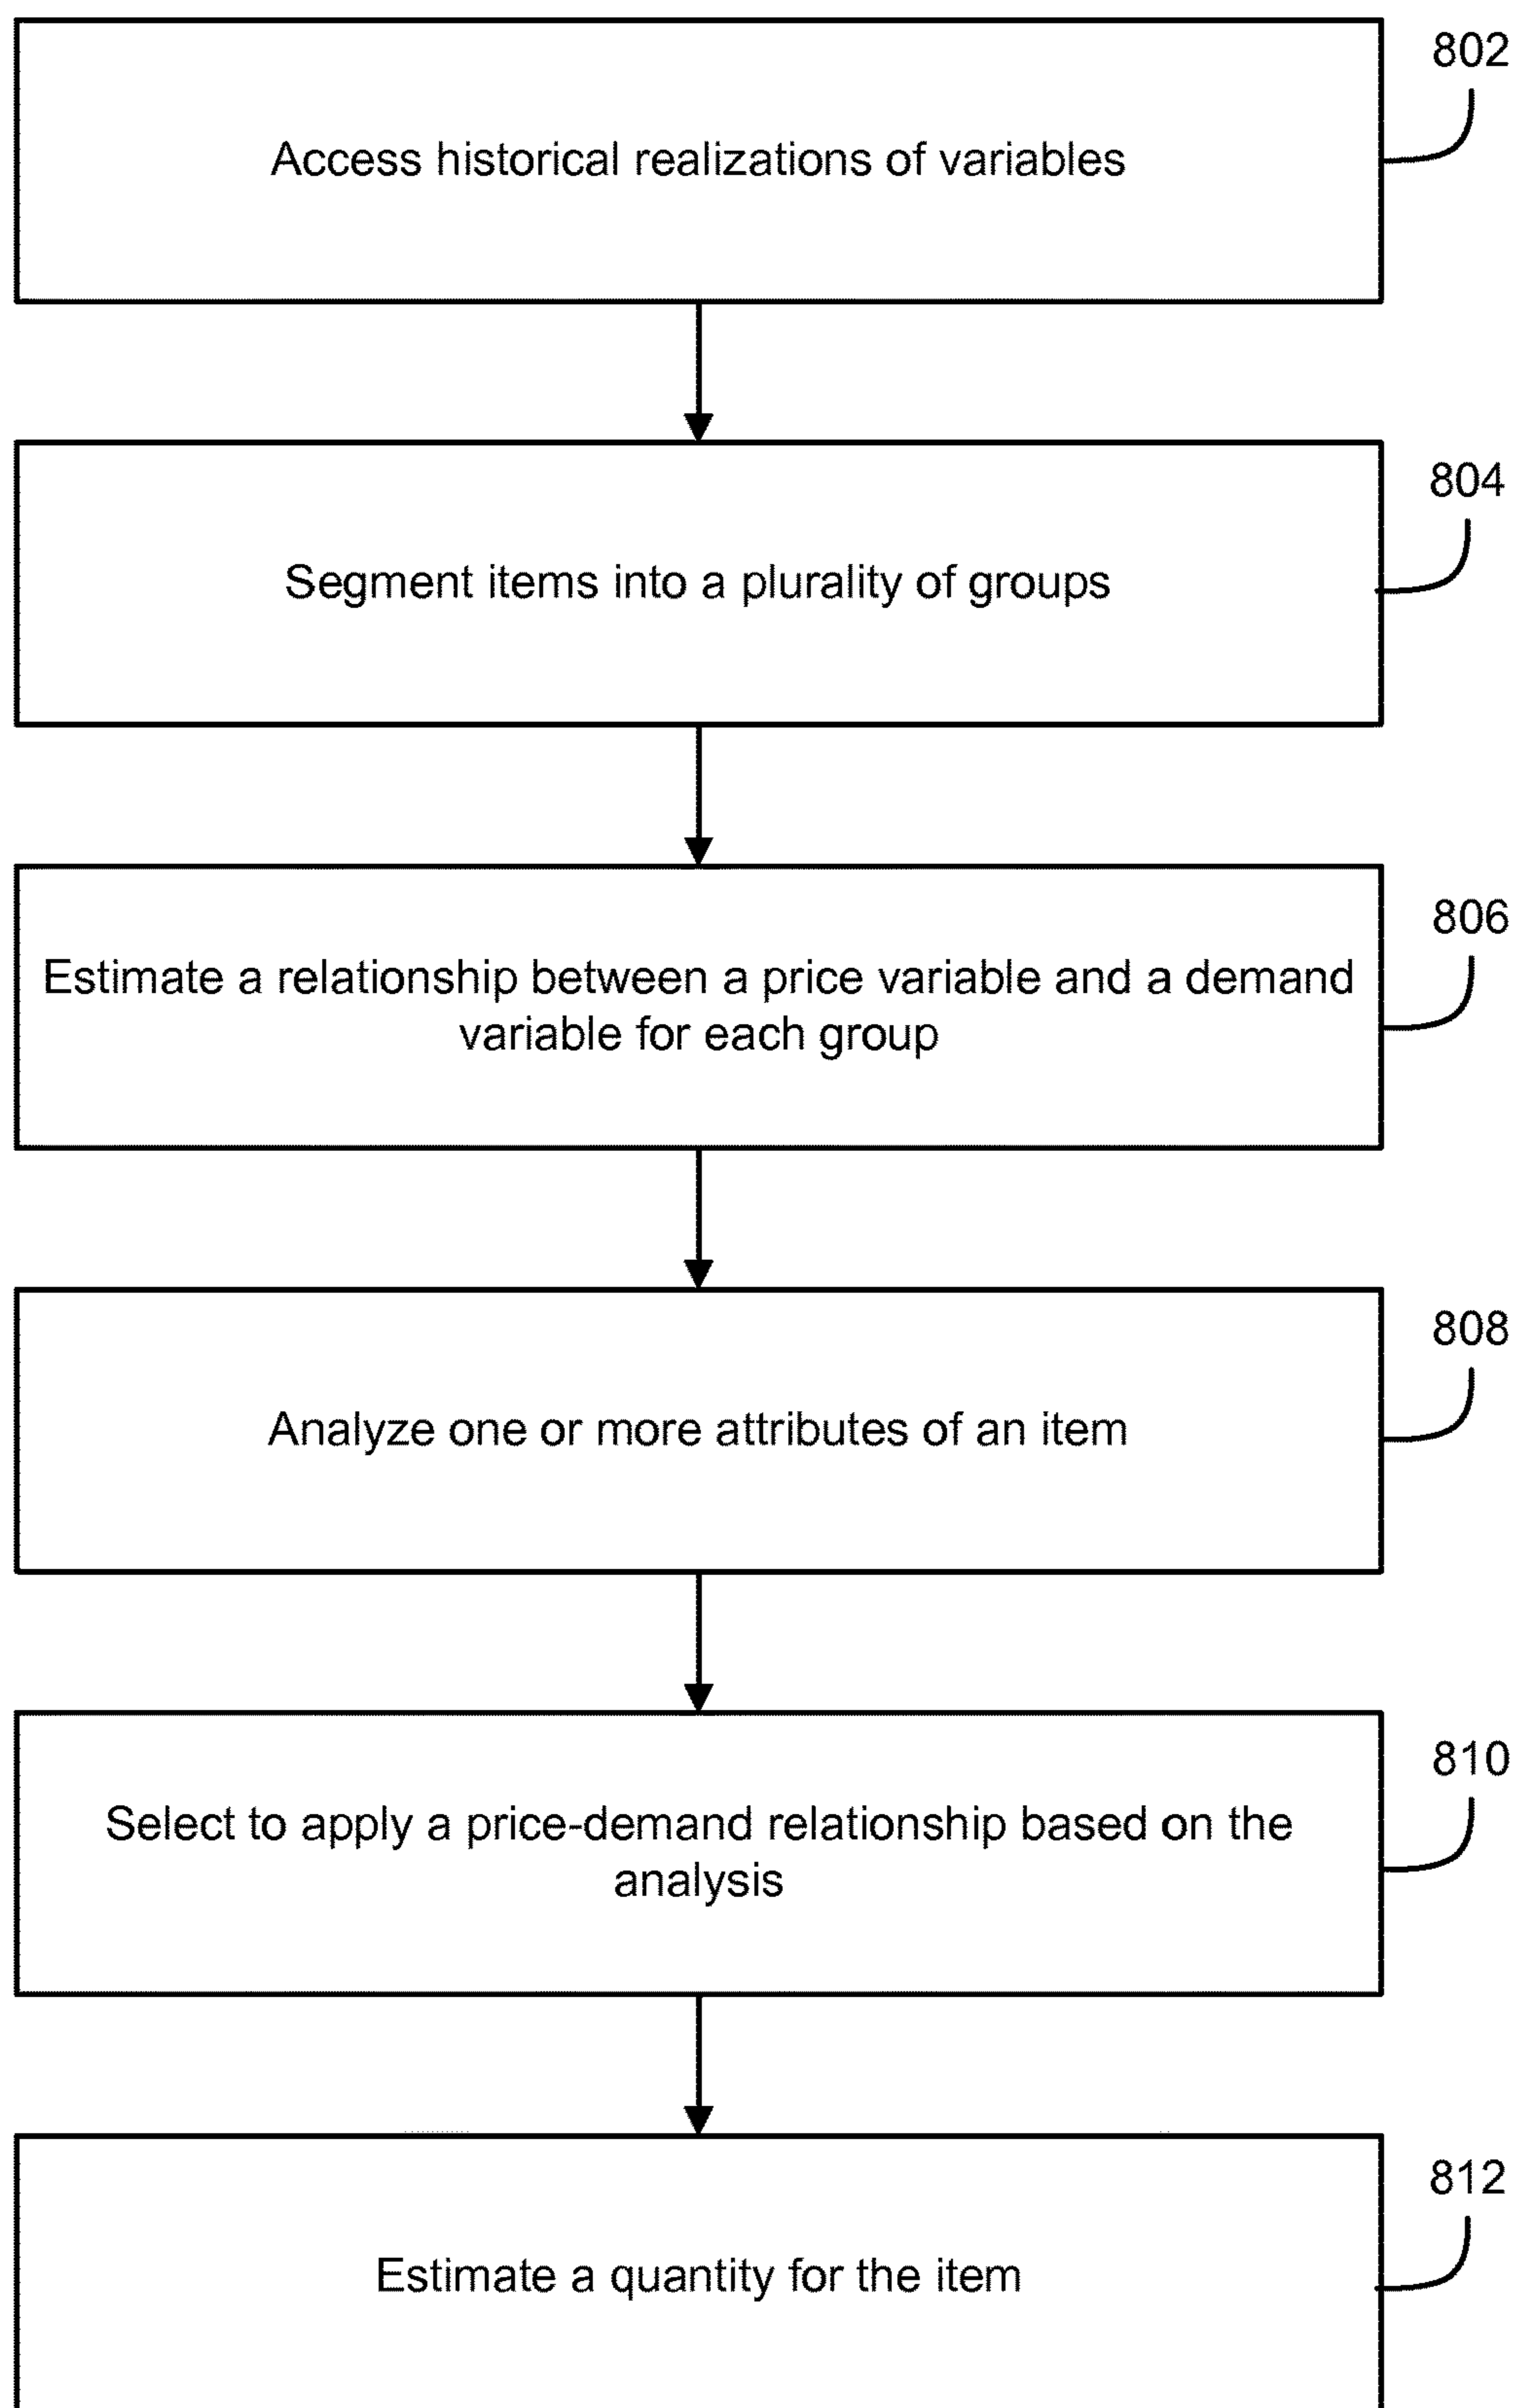 802
Access historical realizations of variables
804
Segment items into a plurality of groups
806
Estimate a relationship between a price variable and a demand
variable for each group
808
Analyze one or more attributes of an item
810
Select to apply a price-demand relationship based on the
analysis
812
Estimate a quantity for the item